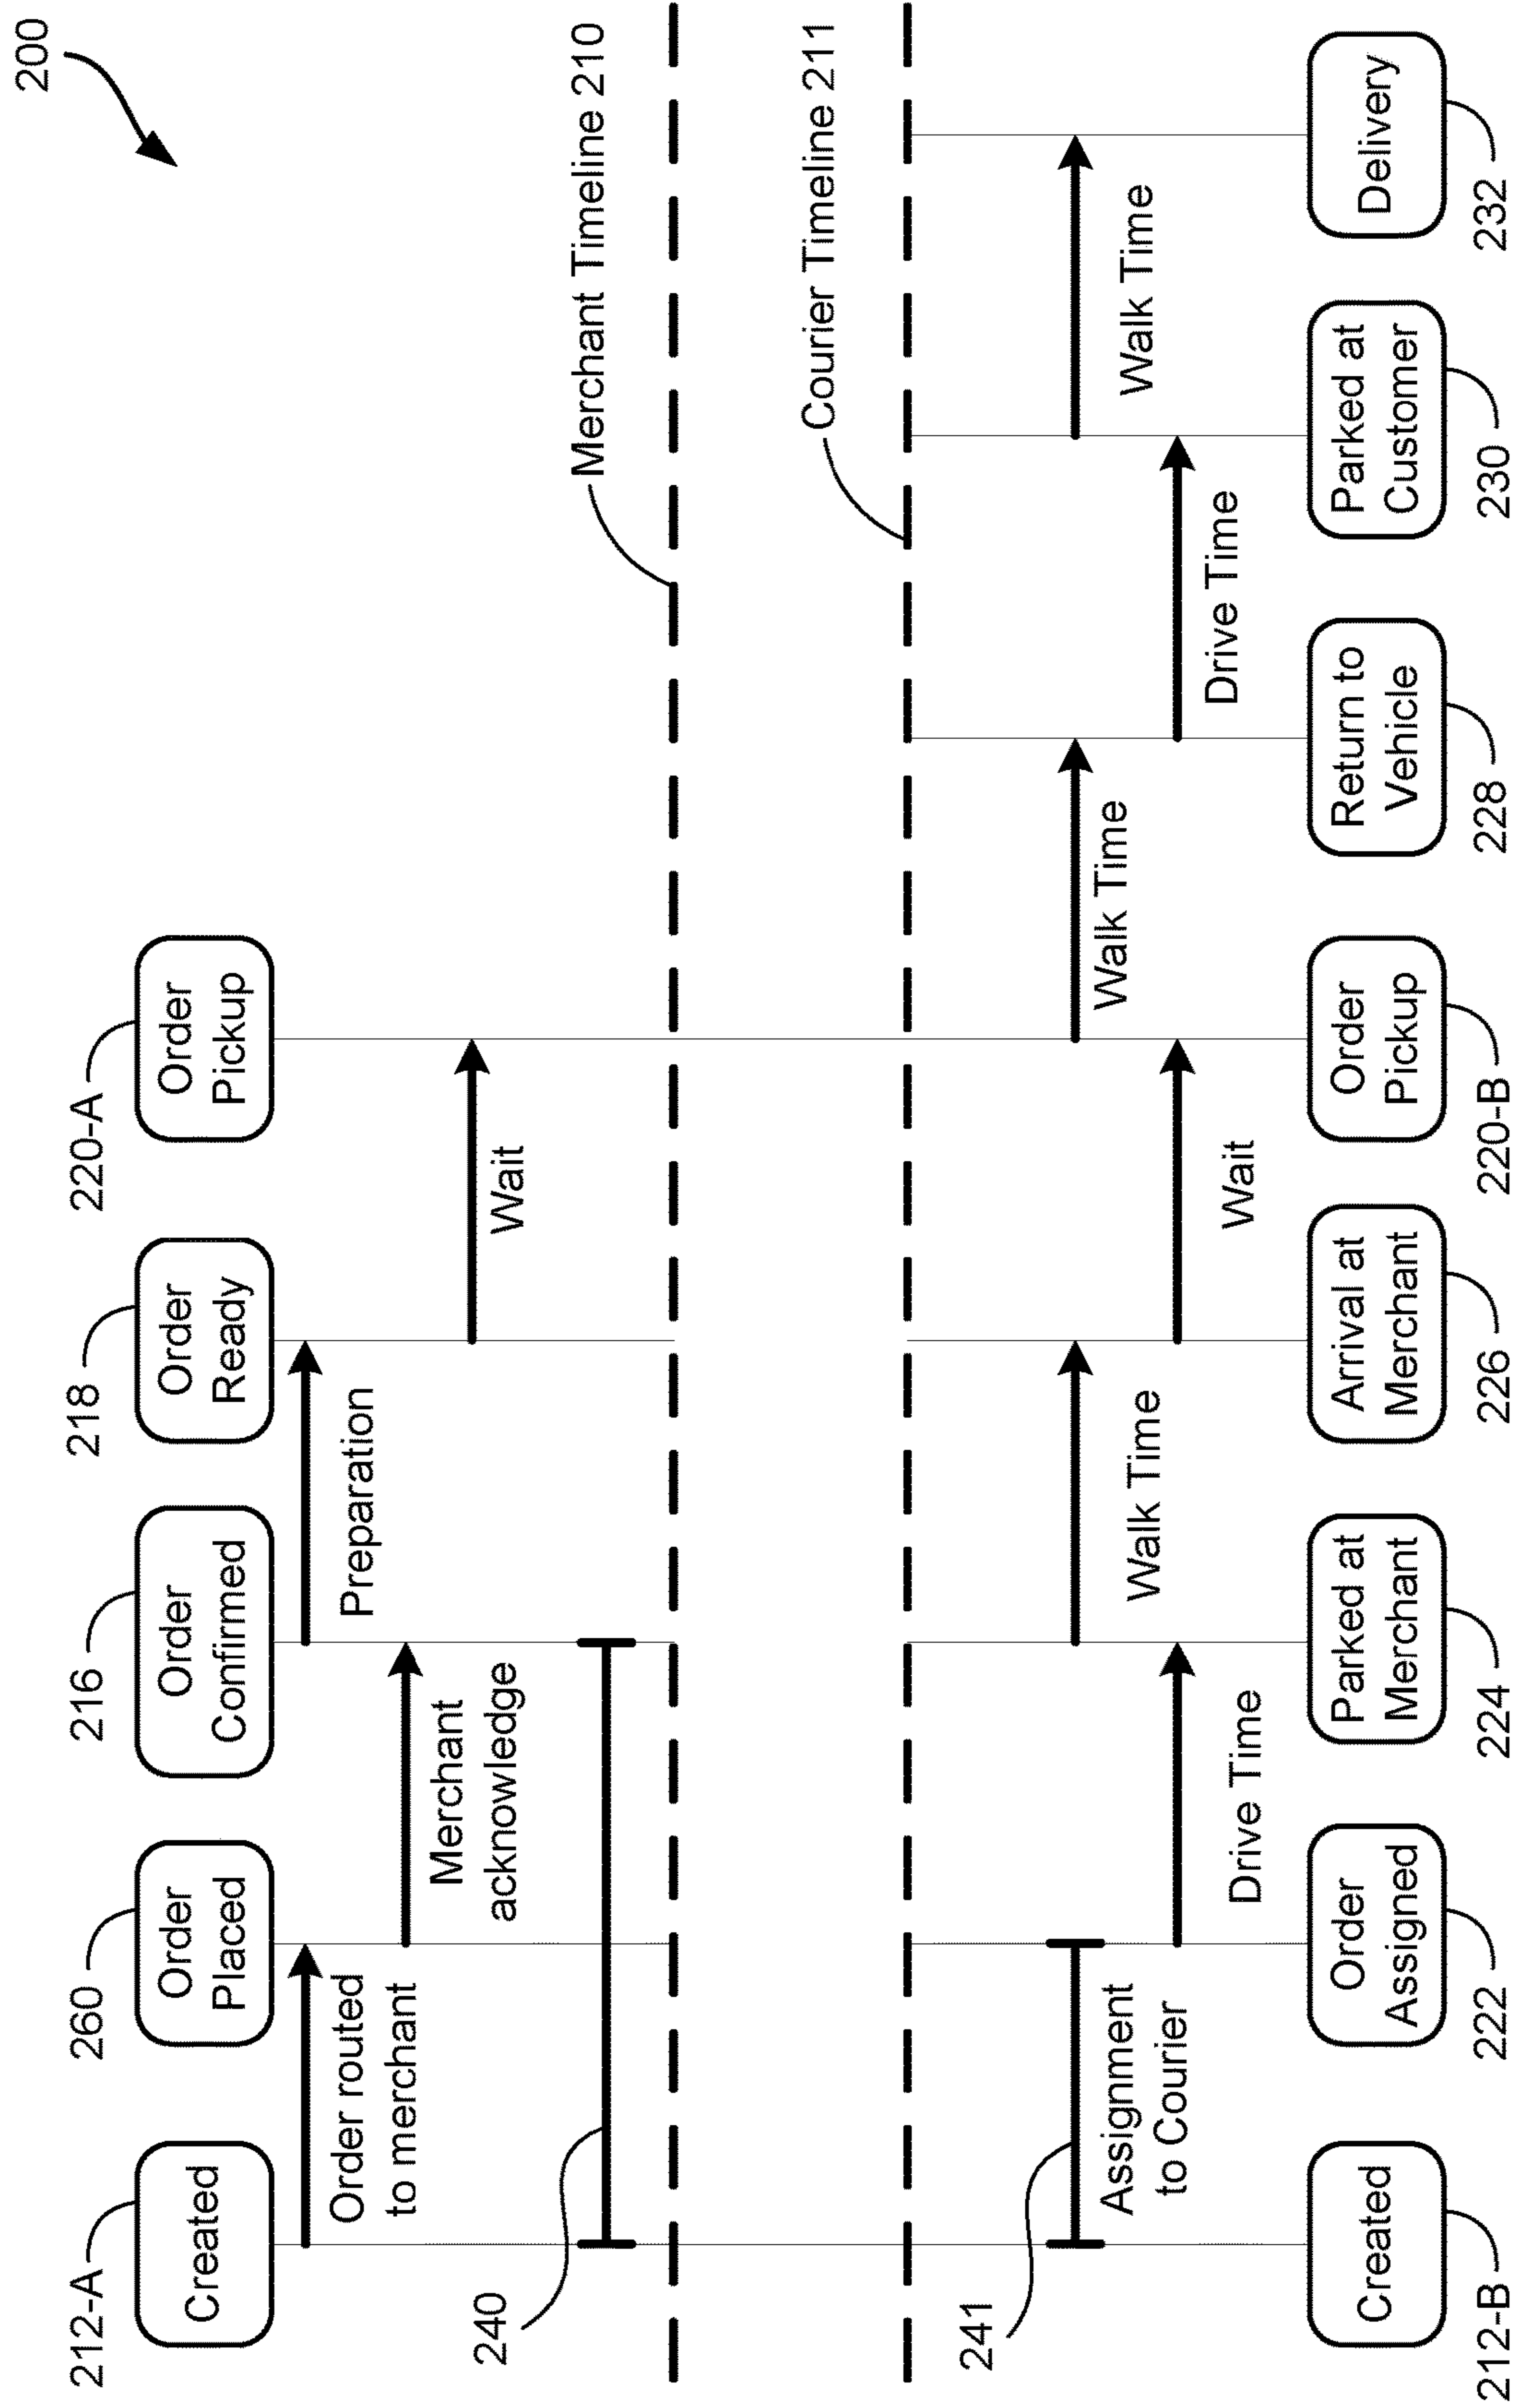 200
212-A
260
216
218
220-A
Created
Order
Placed
Order
Confirmed
Order
Ready
Order
Pickup
Order routed
to merchant
Merchant
acknowledge
Preparation
Wait
240
Merchant Timeline 210
Courier Timeline 211
241
Assignment
to Courier
Drive Time
Walk Time
Wait
Walk Time
Drive Time
Walk Time
Created
Order
Assigned
Parked at
Merchant
Arrival at
Merchant
Order
Pickup
Return to
Vehicle
Parked at
Customer
Delivery
212-B
222
224
226
220-B
228
230
232